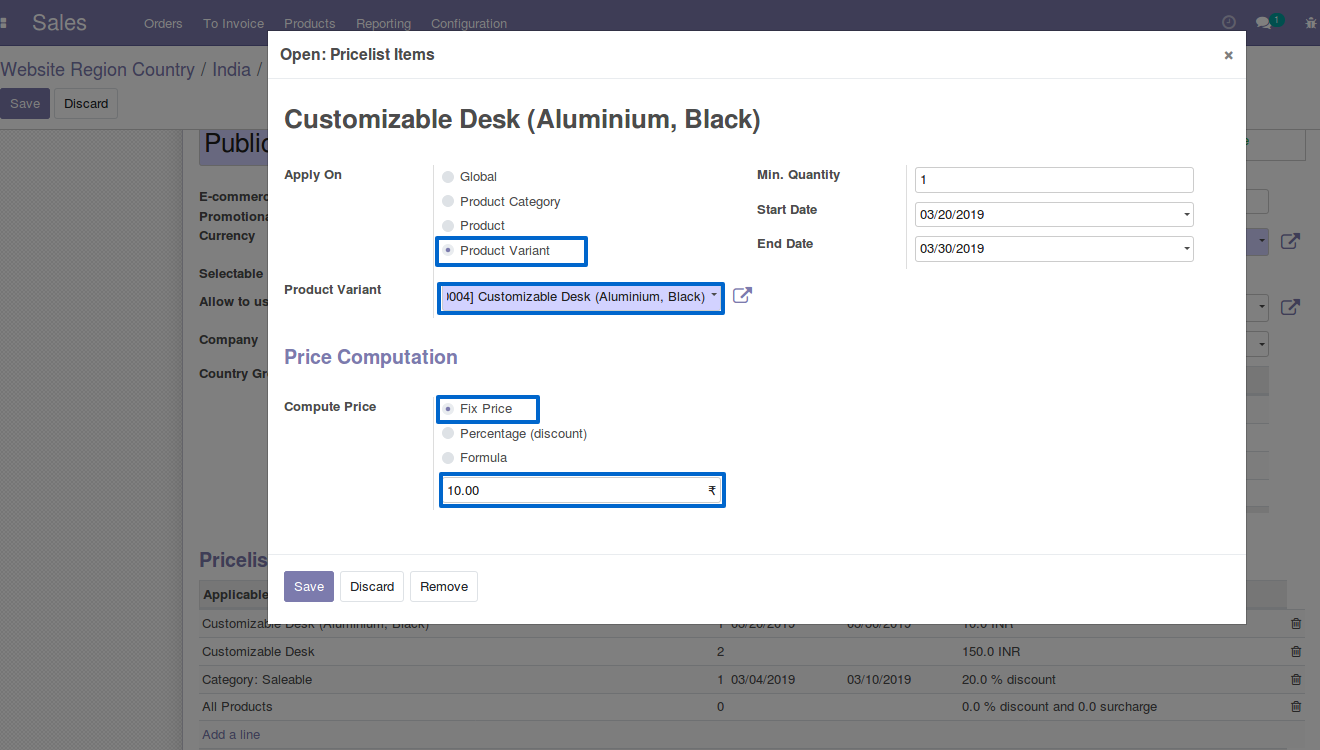 Sales Orders To Invoice Products Reporting Configuration 1
Website Region Country / India /
Save Discard
Open: Pricelist Items ×
Customizable Desk (Aluminium, Black)
Apply On
Global
Product Category
Product
Product Variant
Min. Quantity 1
Start Date 03/20/2019
End Date 03/30/2019
Product Variant 0004] Customizable Desk (Aluminium, Black)
Price Computation
Compute Price
Fix Price
Percentage (discount)
Formula
10.00 ₹
Save Discard Remove
Public
E-commerc
Promotiona
Currency
Selectable
Allow to us
Company
Country Gr
Pricelis
Applicable
Customizable Desk (Aluminium, Black) 1 03/20/2019 03/30/2019 10.0 INR
Customizable Desk 2 150.0 INR
Category: Saleable 1 03/04/2019 03/10/2019 20.0 % discount
All Products 0 0.0 % discount and 0.0 surcharge
Add a line